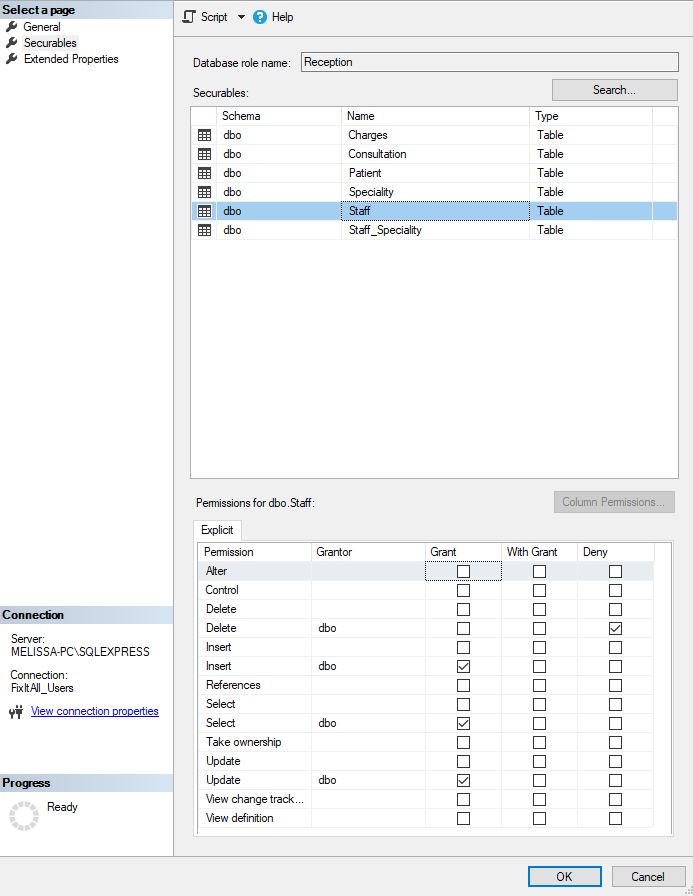 Select a page
General
Securables
Extended Properties
Script Help
Database role name: Reception
Securables: Search...
Schema Name Type
dbo Charges Table
dbo Consultation Table
dbo Patient Table
dbo Speciality Table
dbo Staff Table
dbo Staff_Speciality Table
Permissions for dbo.Staff: Column Permissions...
Explicit
Permission Grantor Grant With Grant Deny
Alter
Control
Delete
Delete dbo
Insert
Insert dbo
References
Select
Select dbo
Take ownership
Update
Update dbo
View change track...
View definition
Connection
Server:
MELISSA-PC\SQLEXPRESS
Connection:
FixItAll_Users
View connection properties
Progress
Ready
OK Cancel